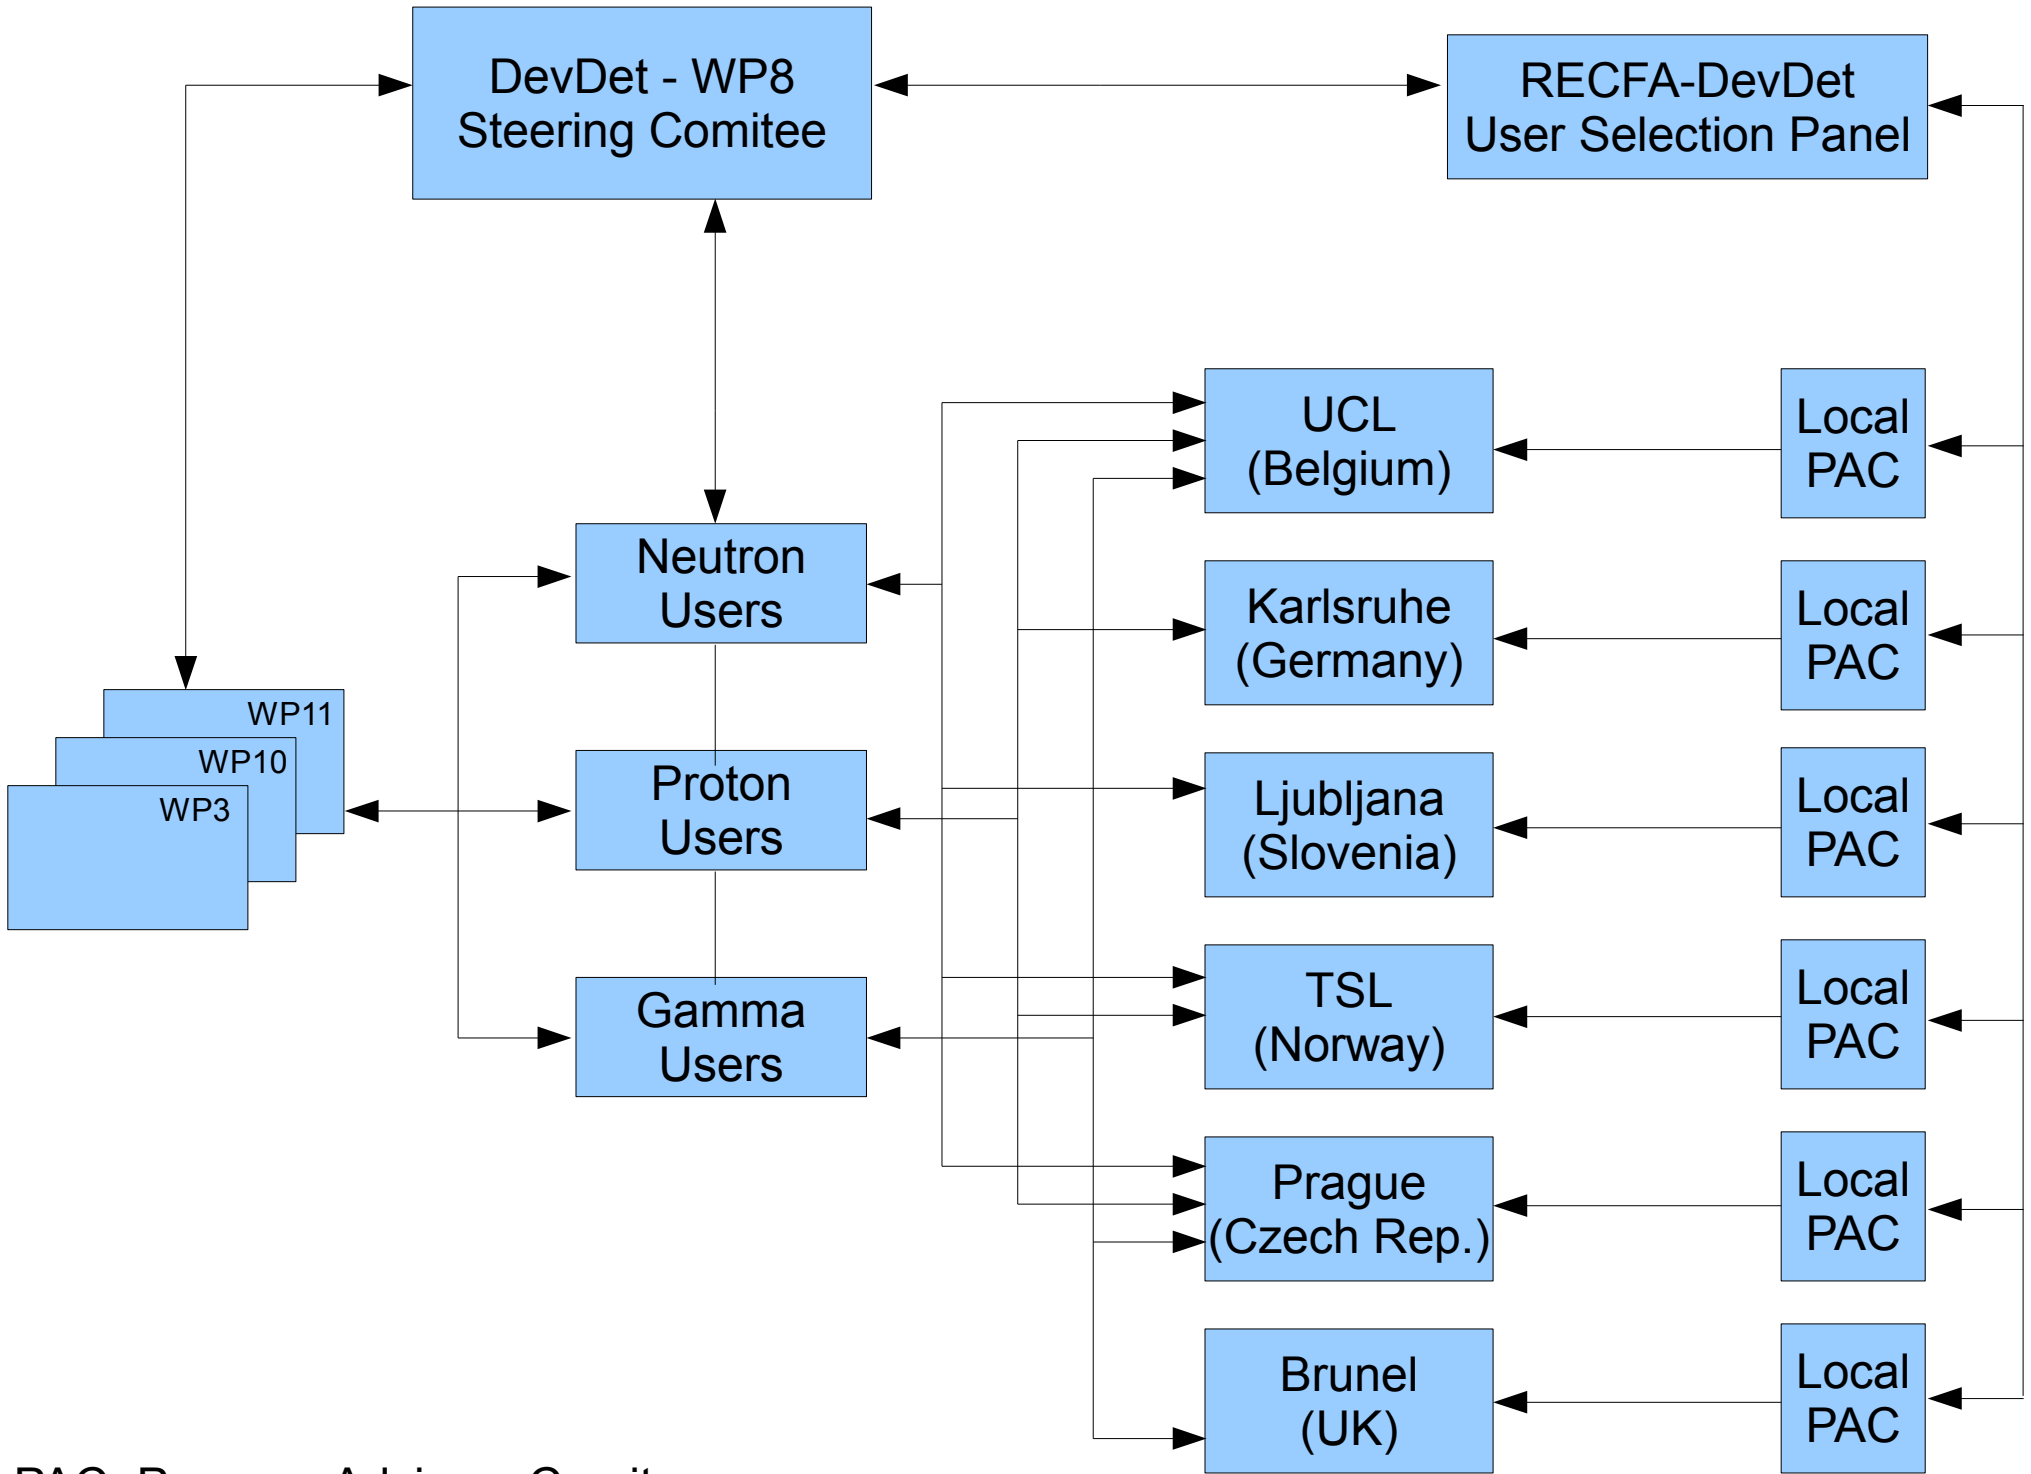 DevDet - WP8
Steering Comitee
RECFA-DevDet
User Selection Panel
UCL
(Belgium)
Local
PAC
Neutron
Users
Karlsruhe
(Germany)
Local
PAC
WP11
WP10
WP3
Proton
Users
Ljubljana
(Slovenia)
Local
PAC
Gamma
Users
TSL
(Norway)
Local
PAC
Prague
(Czech Rep.)
Local
PAC
Brunel
(UK)
Local
PAC